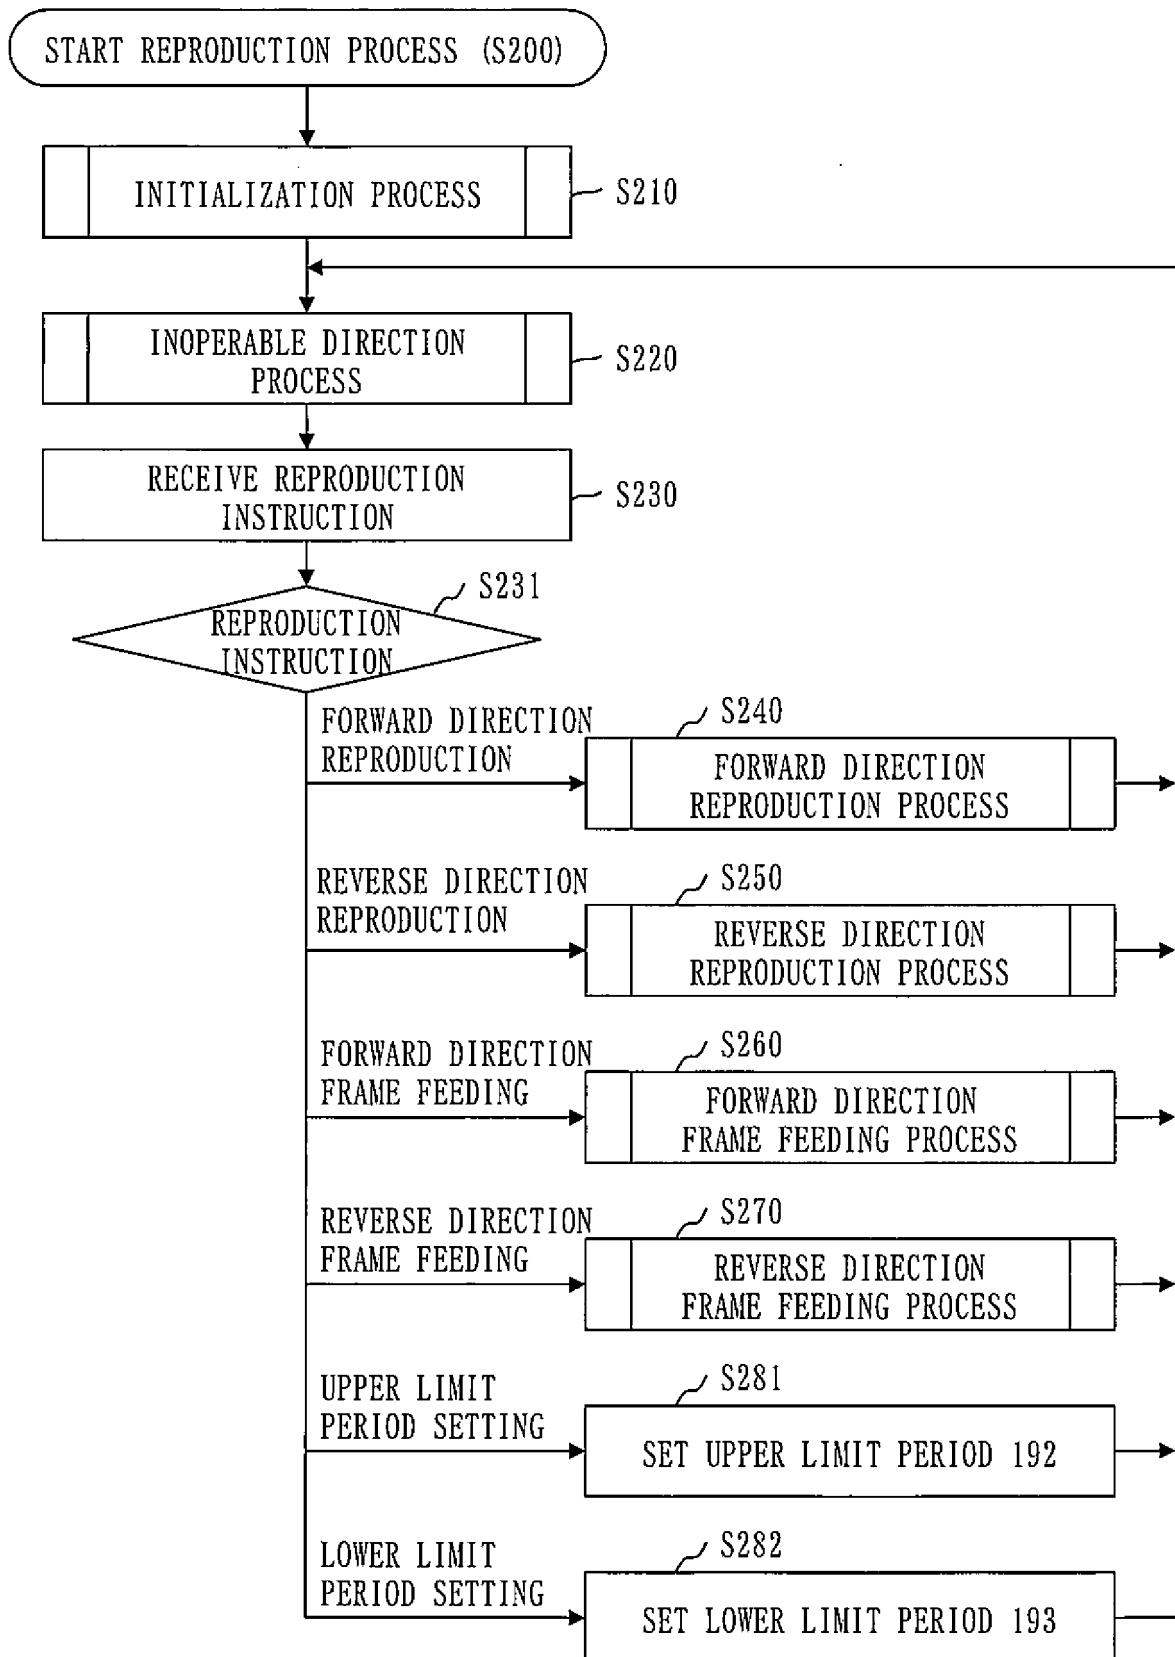 START REPRODUCTION PROCESS (S200)
INITIALIZATION PROCESS
S210
INOPERABLE DIRECTION
PROCESS
S220
RECEIVE REPRODUCTION
INSTRUCTION
S230
S231
REPRODUCTION
INSTRUCTION
FORWARD DIRECTION
REPRODUCTION
S240
FORWARD DIRECTION
REPRODUCTION PROCESS
REVERSE DIRECTION
REPRODUCTION
S250
REVERSE DIRECTION
REPRODUCTION PROCESS
FORWARD DIRECTION
FRAME FEEDING
S260
FORWARD DIRECTION
FRAME FEEDING PROCESS
REVERSE DIRECTION
FRAME FEEDING
S270
REVERSE DIRECTION
FRAME FEEDING PROCESS
UPPER LIMIT
PERIOD SETTING
S281
SET UPPER LIMIT PERIOD 192
LOWER LIMIT
PERIOD SETTING
S282
SET LOWER LIMIT PERIOD 193